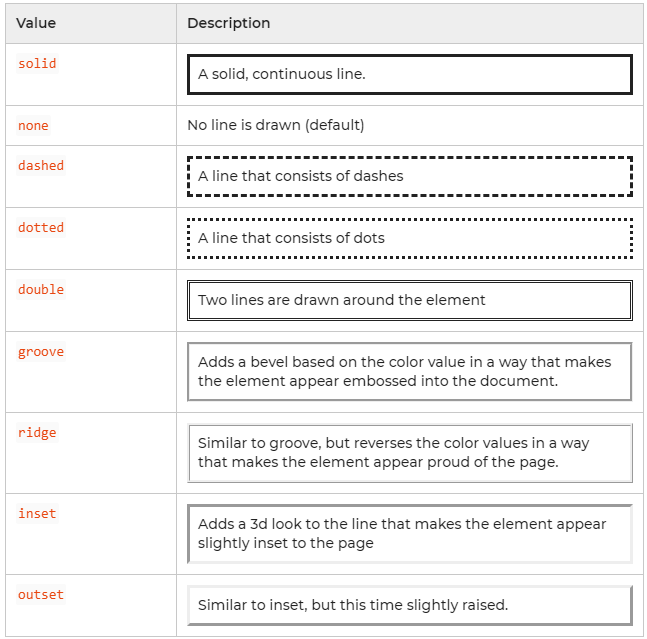 Value Description
solid A solid, continuous line.
none No line is drawn (default)
dashed A line that consists of dashes
dotted A line that consists of dots
double Two lines are drawn around the element
groove Adds a bevel based on the color value in a way that makes
the element appear embossed into the document.
ridge Similar to groove, but reverses the color values in a way
that makes the element appear proud of the page.
inset Adds a 3d look to the line that makes the element appear
slightly inset to the page
outset Similar to inset, but this time slightly raised.